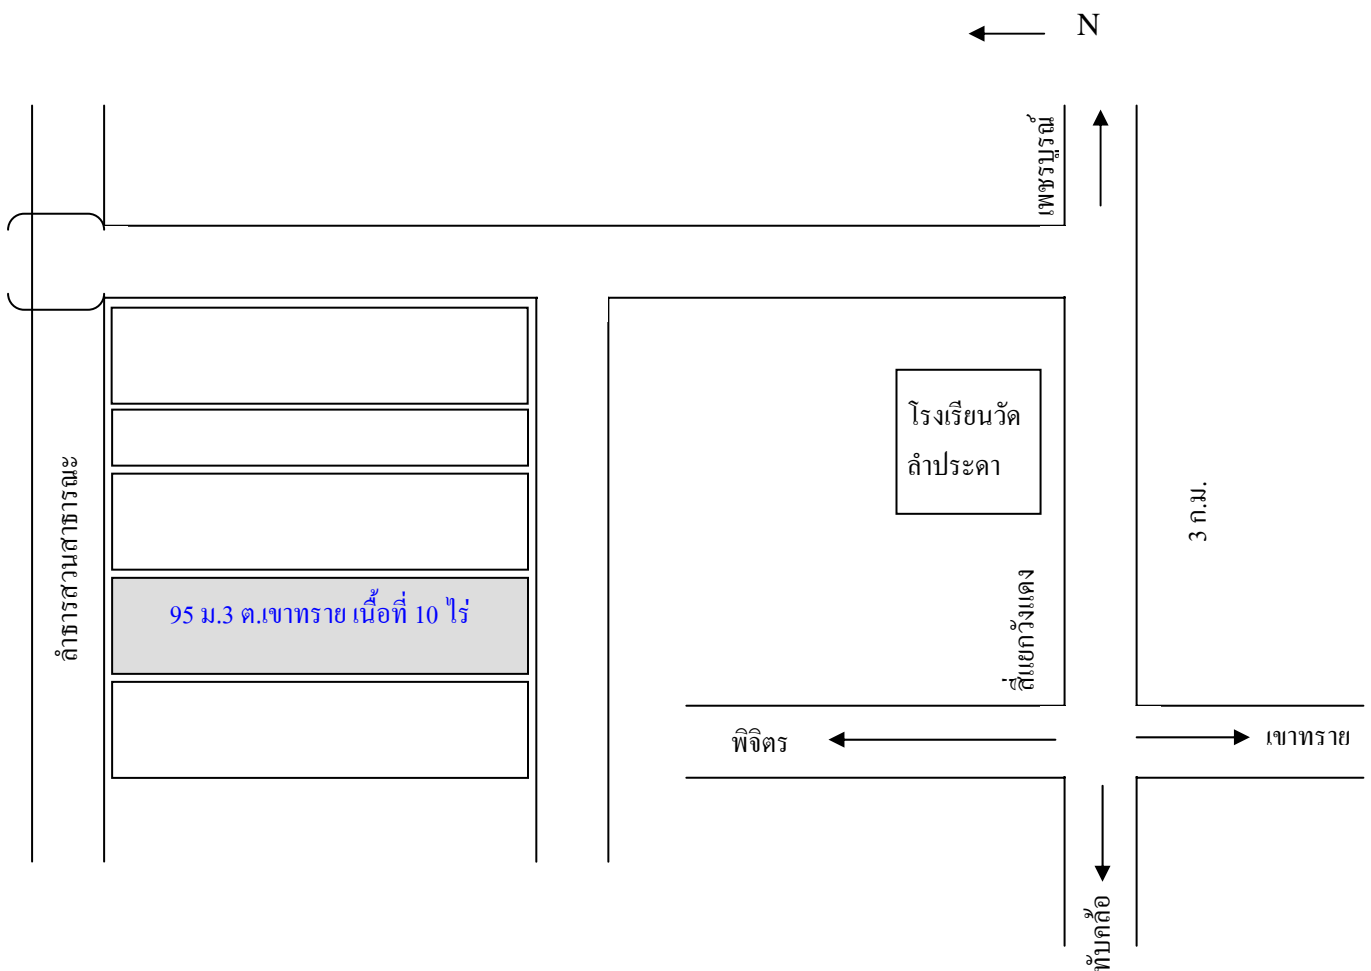 N
เพชรบูรณ์
โรงเรียนวัด
ลำประดา
ลำธารสวนสาธารณะ
3 ก.ม.
95 ม.3 ต.เขาทราย เนื้อที่ 10 ไร่
สี่แยกวังแดง
พิจิตร
เขาทราย
ทับคล้อ